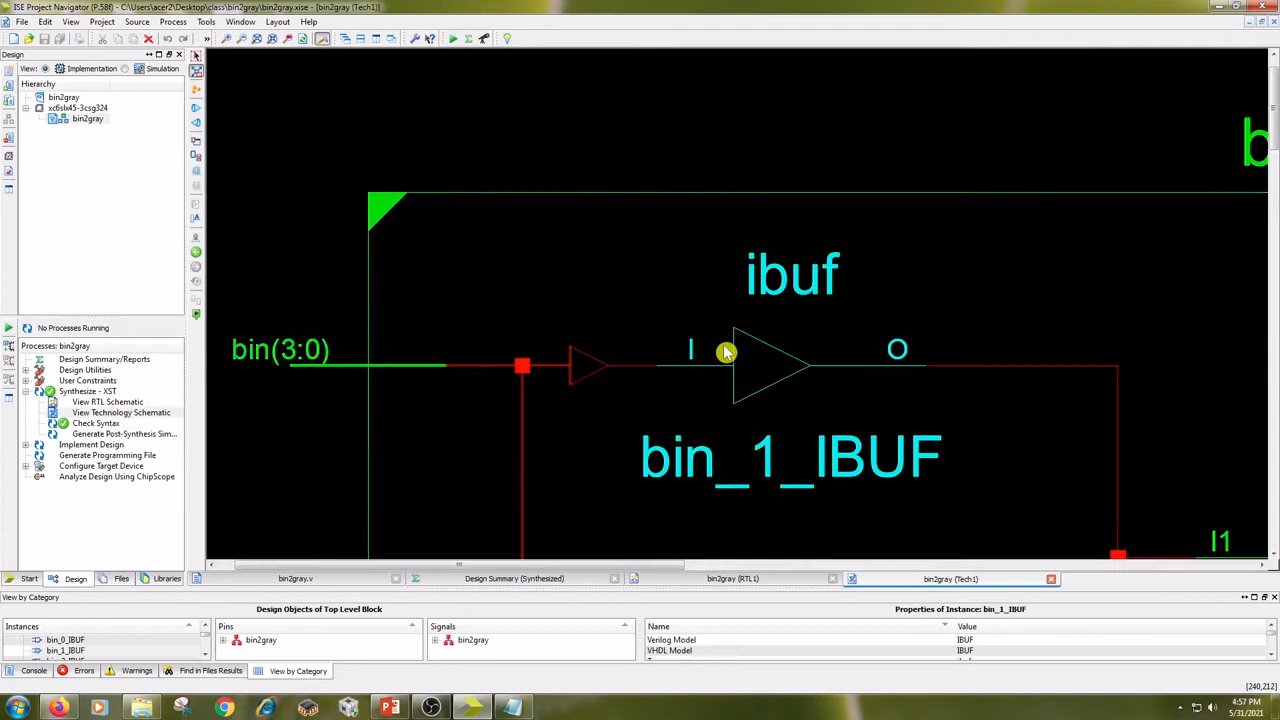 ISE Project Navigator (P.58f) - C:\Users\acer2\Desktop\class\bin2gray\bin2gray.xise - [bin2gray (Tech1)]
File Edit View Project Source Process Tools Window Layout Help
Design
View: Implementation Simulation
Hierarchy
bin2gray
xc6slx45-3csg324
bin2gray
No Processes Running
Processes: bin2gray
Design Summary/Reports
Design Utilities
User Constraints
Synthesize - XST
View RTL Schematic
View Technology Schematic
Check Syntax
Generate Post-Synthesis Sim...
Implement Design
Generate Programming File
Configure Target Device
Analyze Design Using ChipScope
Start Design Files Libraries
b
ibuf
bin(3:0)
I
O
bin_1_IBUF
I1
bin2gray.v
Design Summary (Synthesized)
bin2gray (RTL1)
bin2gray (Tech1)
View by Category
Design Objects of Top Level Block
Properties of Instance: bin_1_IBUF
Instances
Pins
Signals
Name
Value
bin_0_IBUF
bin2gray
bin2gray
Verilog Model
IBUF
bin_1_IBUF
VHDL Model
IBUF
Console Errors Warnings Find in Files Results View by Category
[240,212]
4:57 PM
5/31/2021